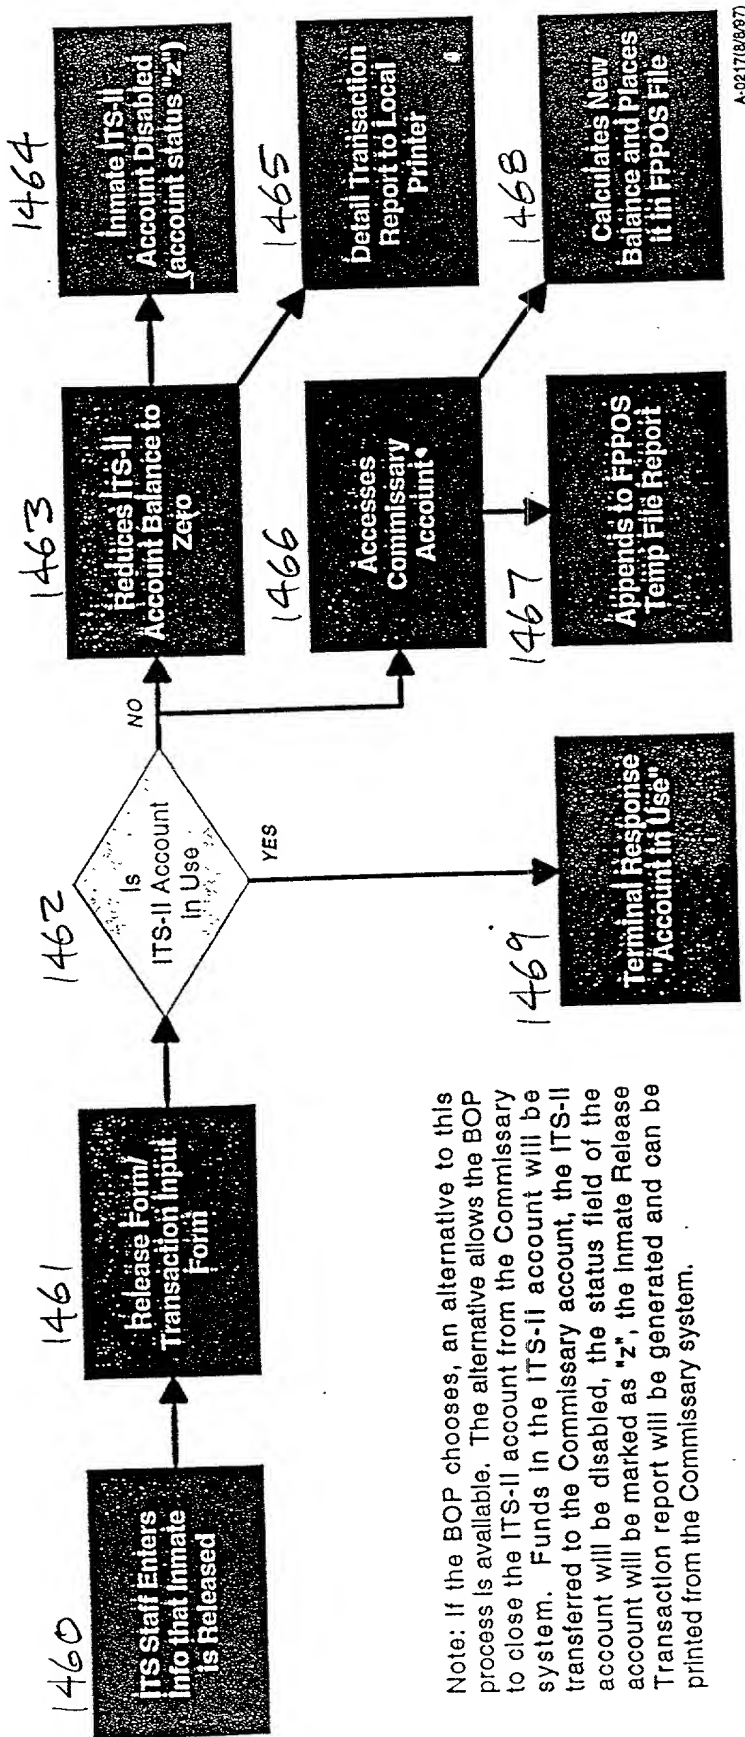 1460
ITS Staff Enters
Info that Inmate
is Released
1461
Release Form/
Transaction Input
Form
1462
Is
ITS-II Account
In Use
NO
YES
1463
Reduces ITS-II
Account Balance to
Zero
1464
Inmate ITS-II
Account Disabled
(account status "z")
1465
Detail Transaction
Report to Local
Printer
1466
Accesses
Commissary
Account
1467
Appends to FPPOS
Temp File Report
1468
Calculates New
Balance and Places
it in FPPOS File
1469
Terminal Response
"Account in Use"
Note: If the BOP chooses, an alternative to this
process is available. The alternative allows the BOP
to close the ITS-II account from the Commissary
system. Funds in the ITS-II account will be
transferred to the Commissary account, the ITS-II
account will be disabled, the status field of the
account will be marked as "z", the Inmate Release
Transaction report will be generated and can be
printed from the Commissary system.
A-0217(8/8/97)